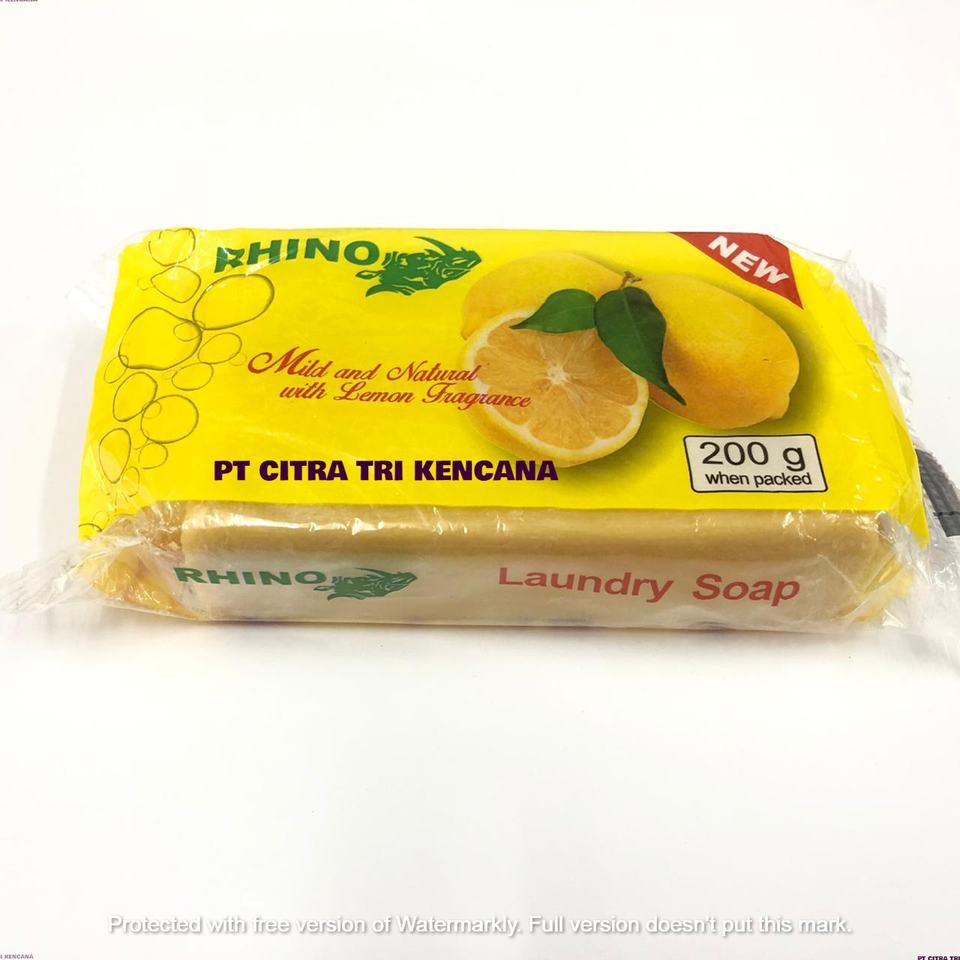 KENCANA
RHINO
NEW
Mild and Natural
with Lemon Fragrance
PT CITRA TRI KENCANA
200 g
when packed
RHINO
Laundry Soap
Protected with free version of Watermarkly. Full version doesn't put this mark.
KENCANA
PT CITRA TRI